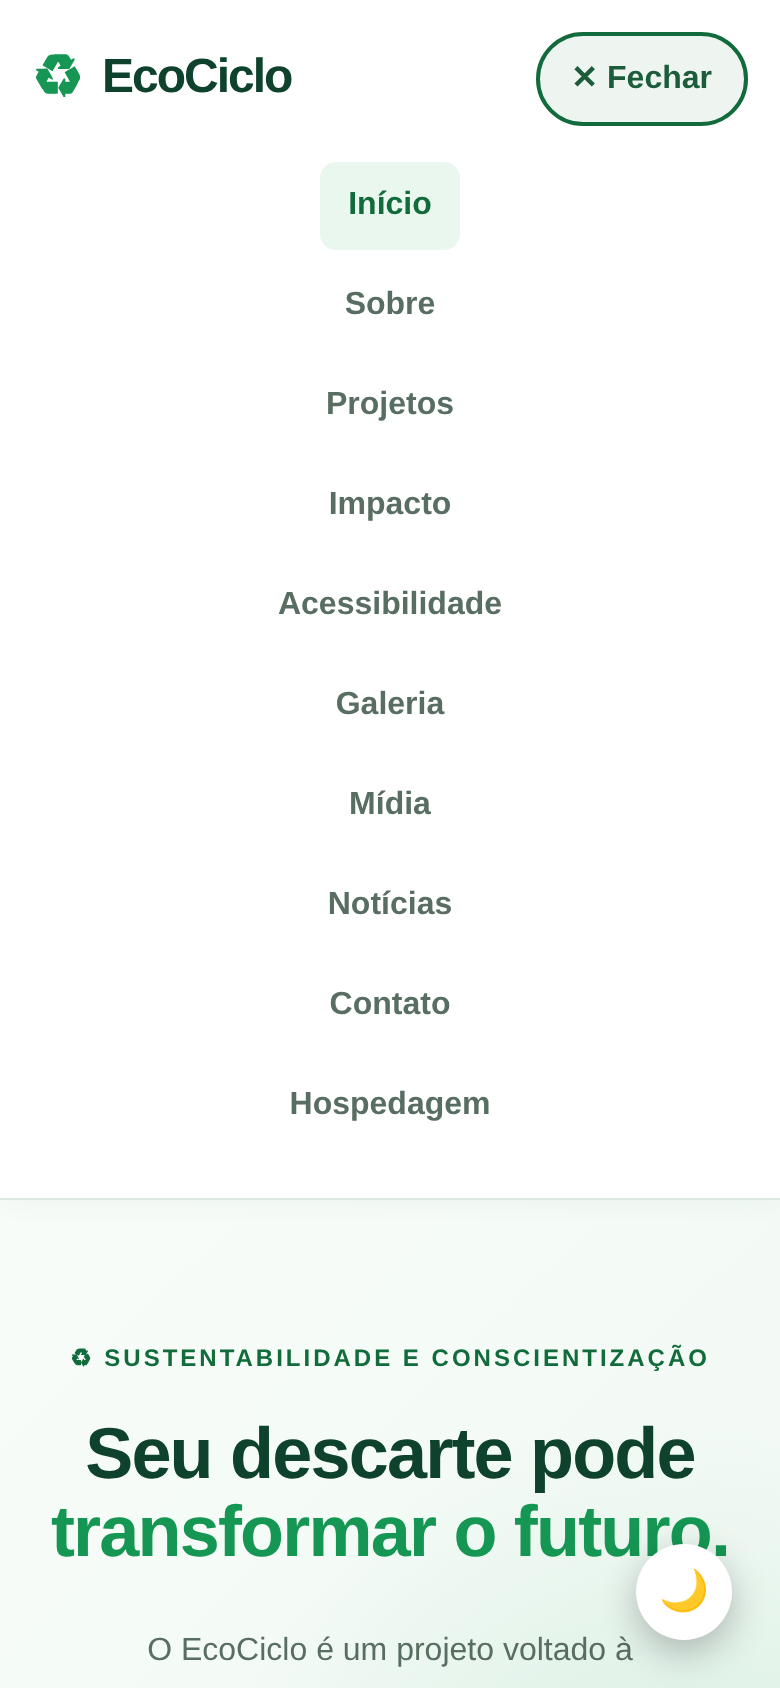 EcoCiclo
✕ Fechar
Início
Sobre
Projetos
Impacto
Acessibilidade
Galeria
Mídia
Notícias
Contato
Hospedagem
♻ SUSTENTABILIDADE E CONSCIENTIZAÇÃO
Seu descarte pode
transformar o futuro.
O EcoCiclo é um projeto voltado à